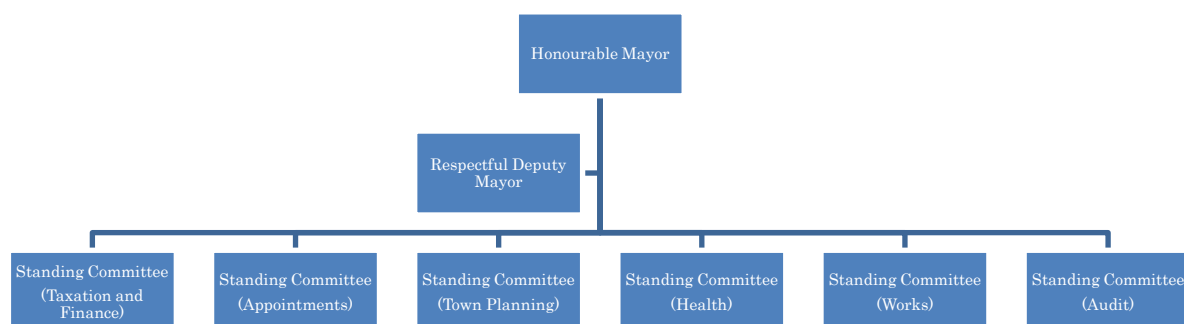 Honourable Mayor
Respectful Deputy
Mayor
Standing Committee
(Taxation and
Finance)
Standing Committee
(Appointments)
Standing Committee
(Town Planning)
Standing Committee
(Health)
Standing Committee
(Works)
Standing Committee
(Audit)